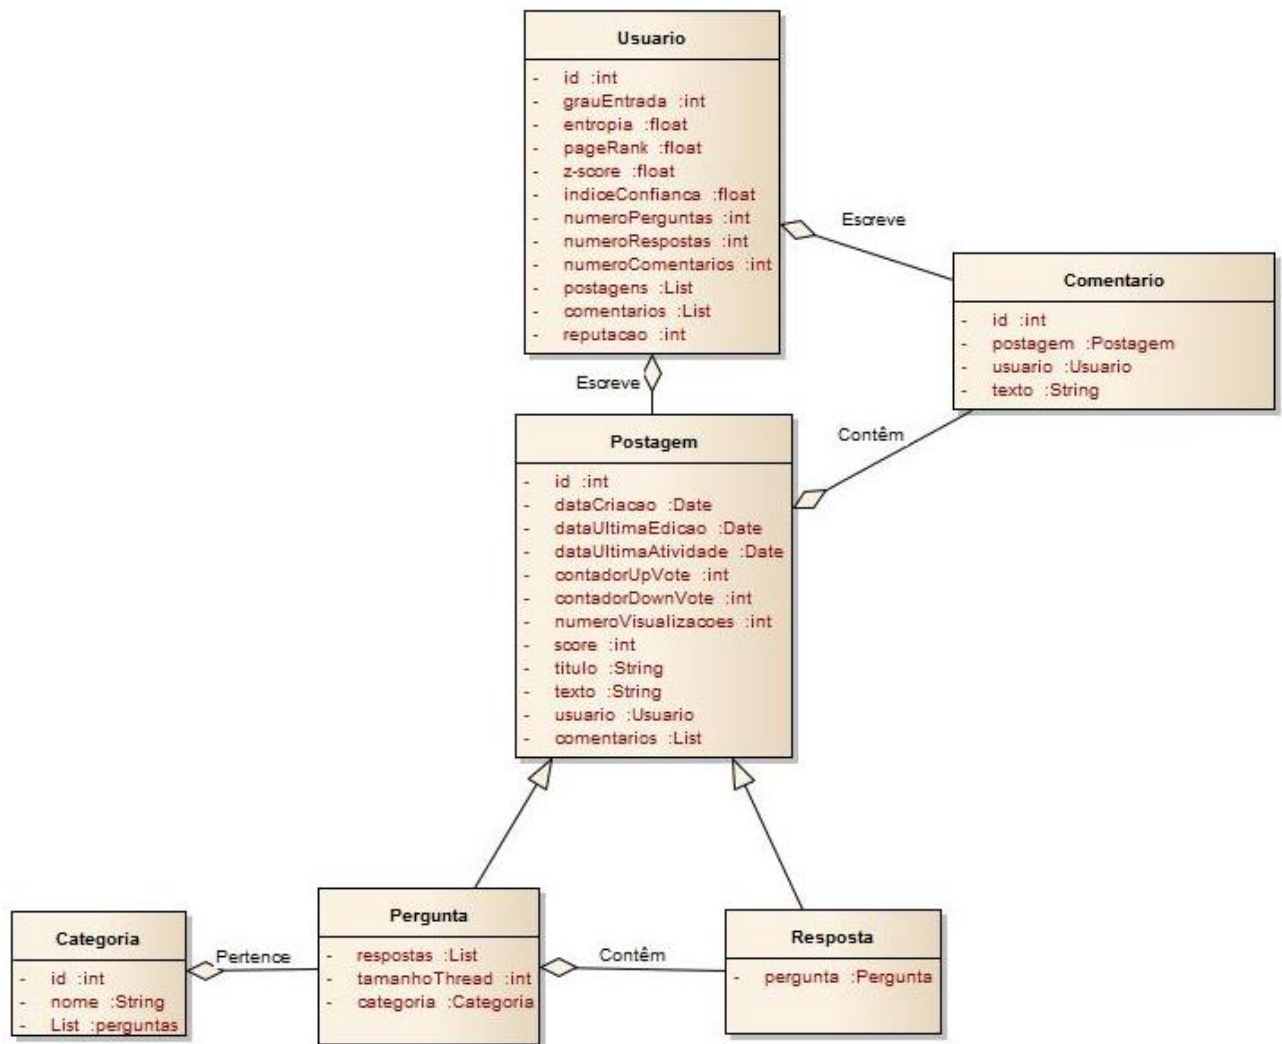 Usuario
- id :int
- grauEntrada :int
- entropia :float
- pageRank :float
- z-score :float
- indiceConfianca :float
- numeroPerguntas :int
- numeroRespostas :int
- numeroComentarios :int
- postagens :List
- comentarios :List
- reputacao :int
Escreve
Comentario
- id :int
- postagem :Postagem
- usuario :Usuario
- texto :String
Escreve
Contêm
Postagem
- id :int
- dataCriacao :Date
- dataUltimaEdicao :Date
- dataUltimaAtividade :Date
- contadorUpVote :int
- contadorDownVote :int
- numeroVisualizacoes :int
- score :int
- titulo :String
- texto :String
- usuario :Usuario
- comentarios :List
Categoria
- id :int
- nome :String
- List :perguntas
Pertence
Pergunta
- respostas :List
- tamanhoThread :int
- categoria :Categoria
Contêm
Resposta
- pergunta :Pergunta